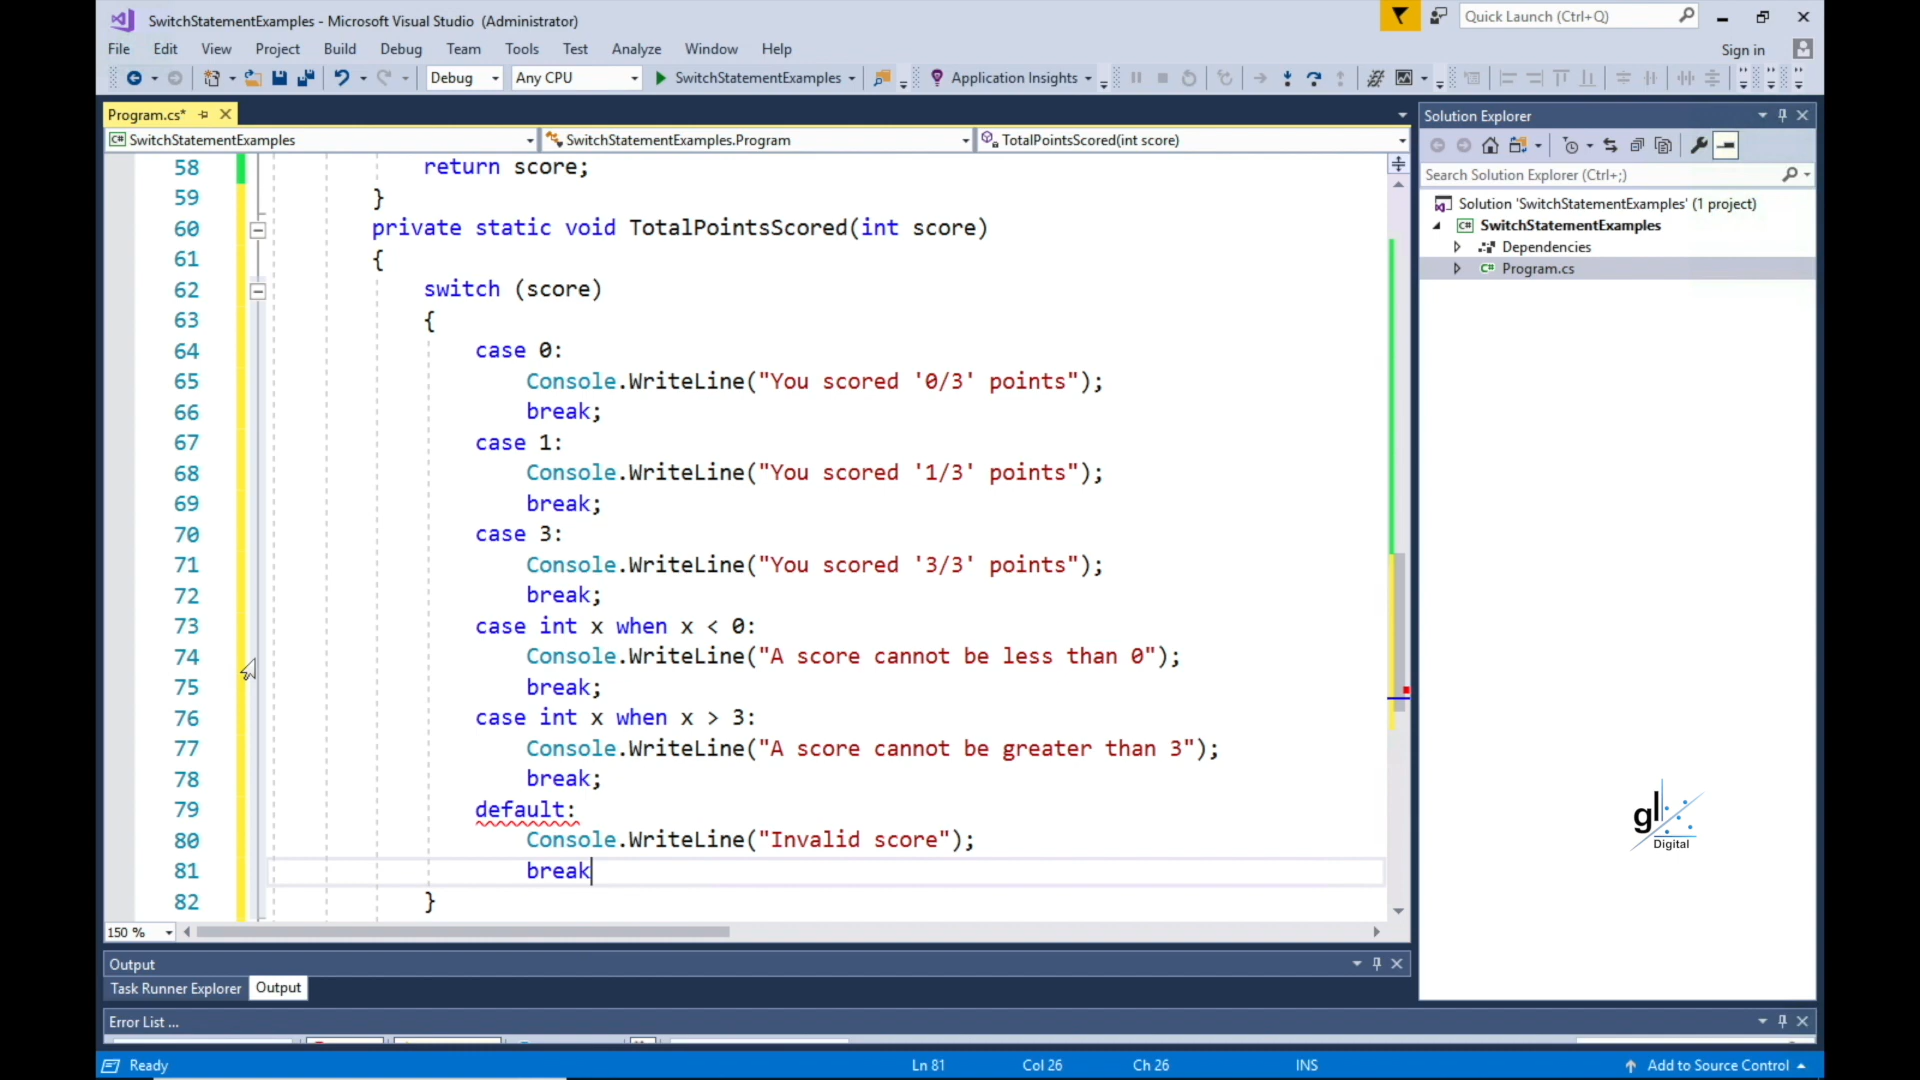 SwitchStatementExamples - Microsoft Visual Studio (Administrator)
Quick Launch (Ctrl+Q)
File Edit View Project Build Debug Team Tools Test Analyze Window Help
Sign in
Debug Any CPU SwitchStatementExamples Application Insights
Program.cs*
SwitchStatementExamples SwitchStatementExamples.Program TotalPointsScored(int score)
58 return score;
59 }
60 private static void TotalPointsScored(int score)
61 {
62 switch (score)
63 {
64 case 0:
65 Console.WriteLine("You scored '0/3' points");
66 break;
67 case 1:
68 Console.WriteLine("You scored '1/3' points");
69 break;
70 case 3:
71 Console.WriteLine("You scored '3/3' points");
72 break;
73 case int x when x < 0:
74 Console.WriteLine("A score cannot be less than 0");
75 break;
76 case int x when x > 3:
77 Console.WriteLine("A score cannot be greater than 3");
78 break;
79 default:
80 Console.WriteLine("Invalid score");
81 break
82 }
150 %
Solution Explorer
Search Solution Explorer (Ctrl+;)
Solution 'SwitchStatementExamples' (1 project)
C# SwitchStatementExamples
Dependencies
C# Program.cs
gl
Digital
Output
Task Runner Explorer Output
Error List ...
Ready Ln 81 Col 26 Ch 26 INS Add to Source Control